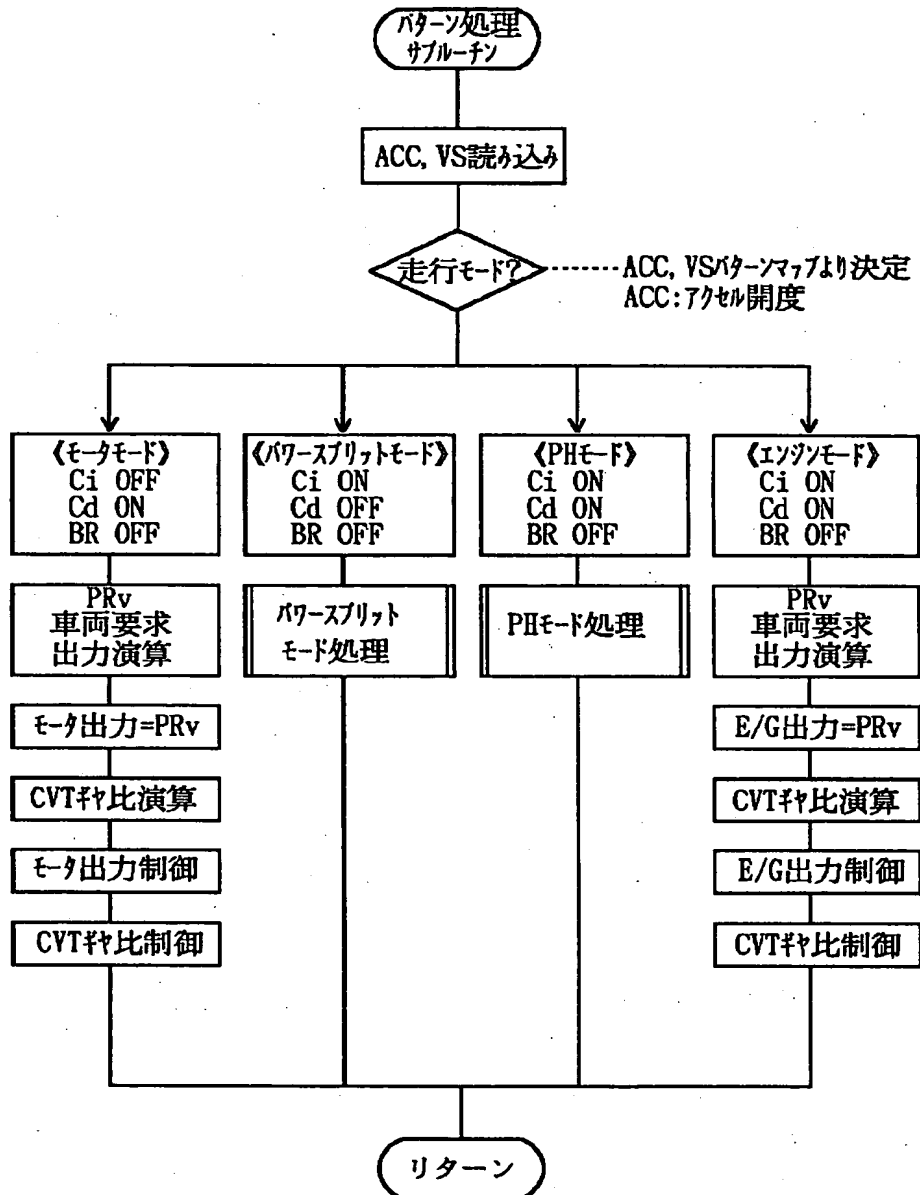 パターン処理
サブルーチン
ACC, VS読み込み
走行モード?
ACC, VSパターンマップより決定
ACC:アクセル開度
《モータモード》
Ci OFF
Cd ON
BR OFF
《パワースプリットモード》
Ci ON
Cd OFF
BR OFF
《PHモード》
Ci ON
Cd ON
BR OFF
《エンジンモード》
Ci ON
Cd ON
BR OFF
PRv
車両要求
出力演算
パワースプリット
モード処理
PHモード処理
PRv
車両要求
出力演算
モータ出力=PRv
E/G出力=PRv
CVTギヤ比演算
CVTギヤ比演算
モータ出力制御
E/G出力制御
CVTギヤ比制御
CVTギヤ比制御
リターン